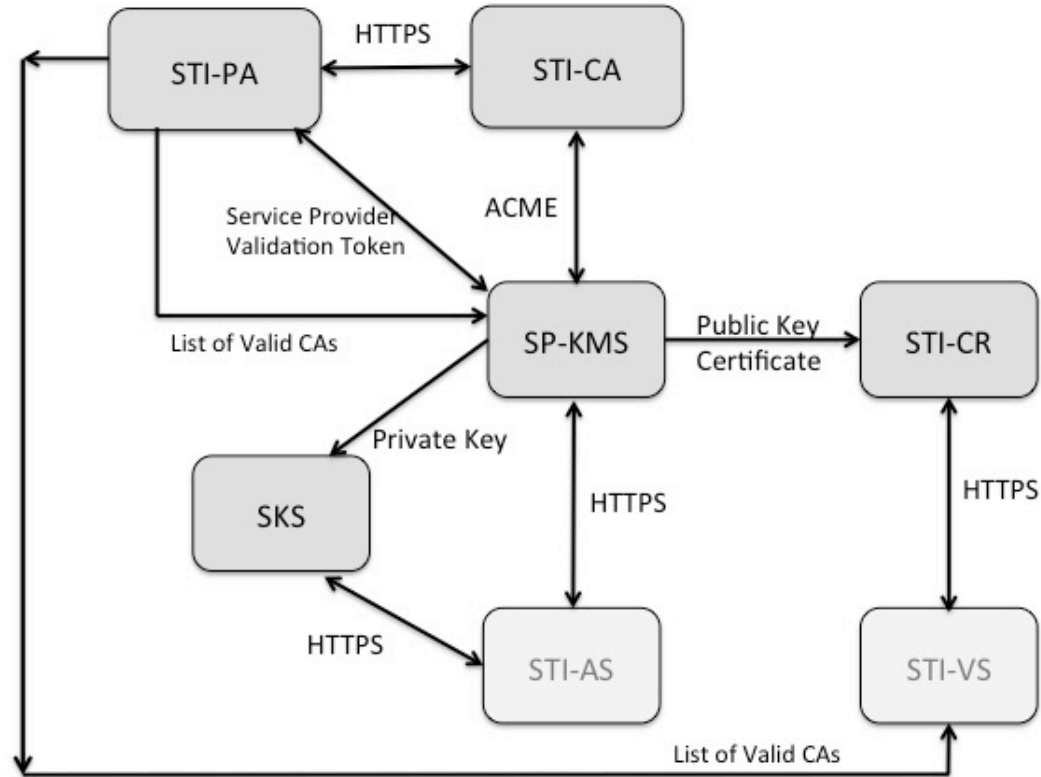 HTTPS
STI-PA
STI-CA
ACME
Service Provider
Validation Token
List of Valid CAs
SP-KMS
Public Key
Certificate
STI-CR
Private Key
SKS
HTTPS
HTTPS
HTTPS
STI-AS
STI-VS
List of Valid CAs